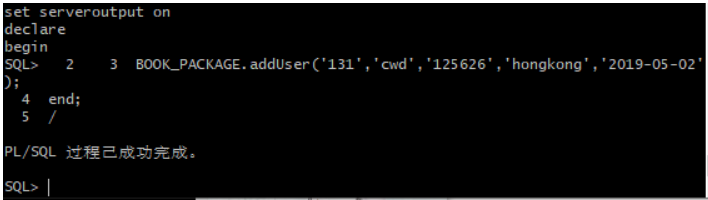 set serveroutput on
declare
begin
SQL>   2    3  BOOK_PACKAGE.addUser('131','cwd','125626','hongkong','2019-05-02'
);
  4  end;
  5  /
PL/SQL 过程已成功完成。
SQL>